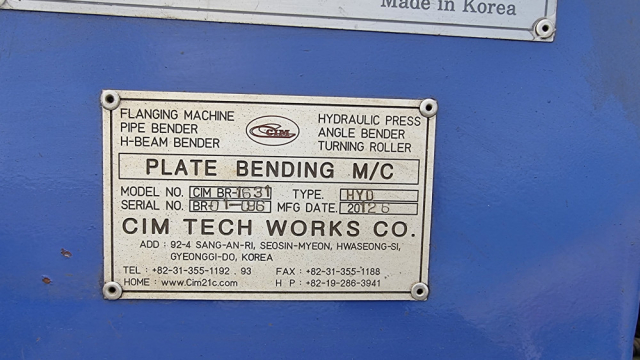 Made in Korea
FLANGING MACHINE
PIPE BENDER
H-BEAM BENDER
CIM
HYDRAULIC PRESS
ANGLE BENDER
TURNING ROLLER
PLATE BENDING M/C
MODEL NO. CIM BR-1631 TYPE. HYD
SERIAL NO. BR01-086 MFG DATE. 2012 6
CIM TECH WORKS CO.
ADD : 92-4 SANG-AN-RI, SEOSIN-MYEON, HWASEONG-SI,
GYEONGGI-DO, KOREA
TEL : +82-31-355-1192 . 93 FAX : +82-31-355-1188
HOME : www.Cim21c.com H P : +82-19-286-3941